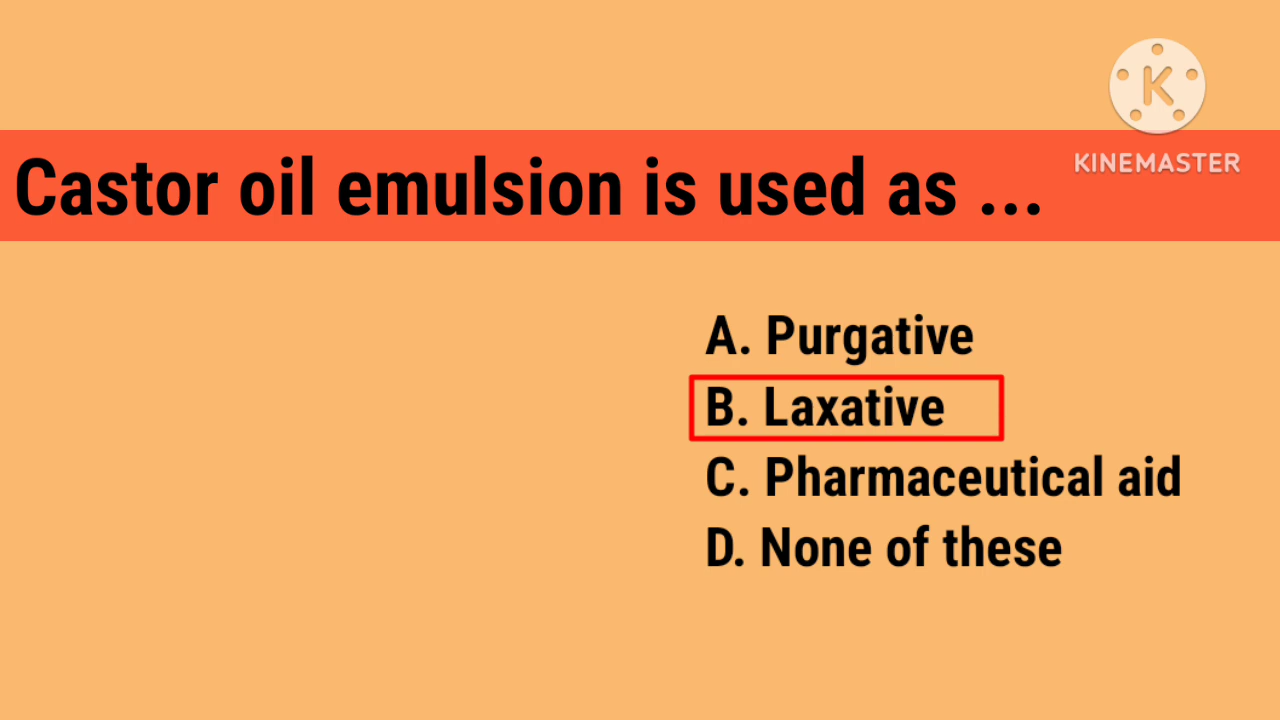 K
KINEMASTER
Castor oil emulsion is used as ...
A. Purgative
B. Laxative
C. Pharmaceutical aid
D. None of these